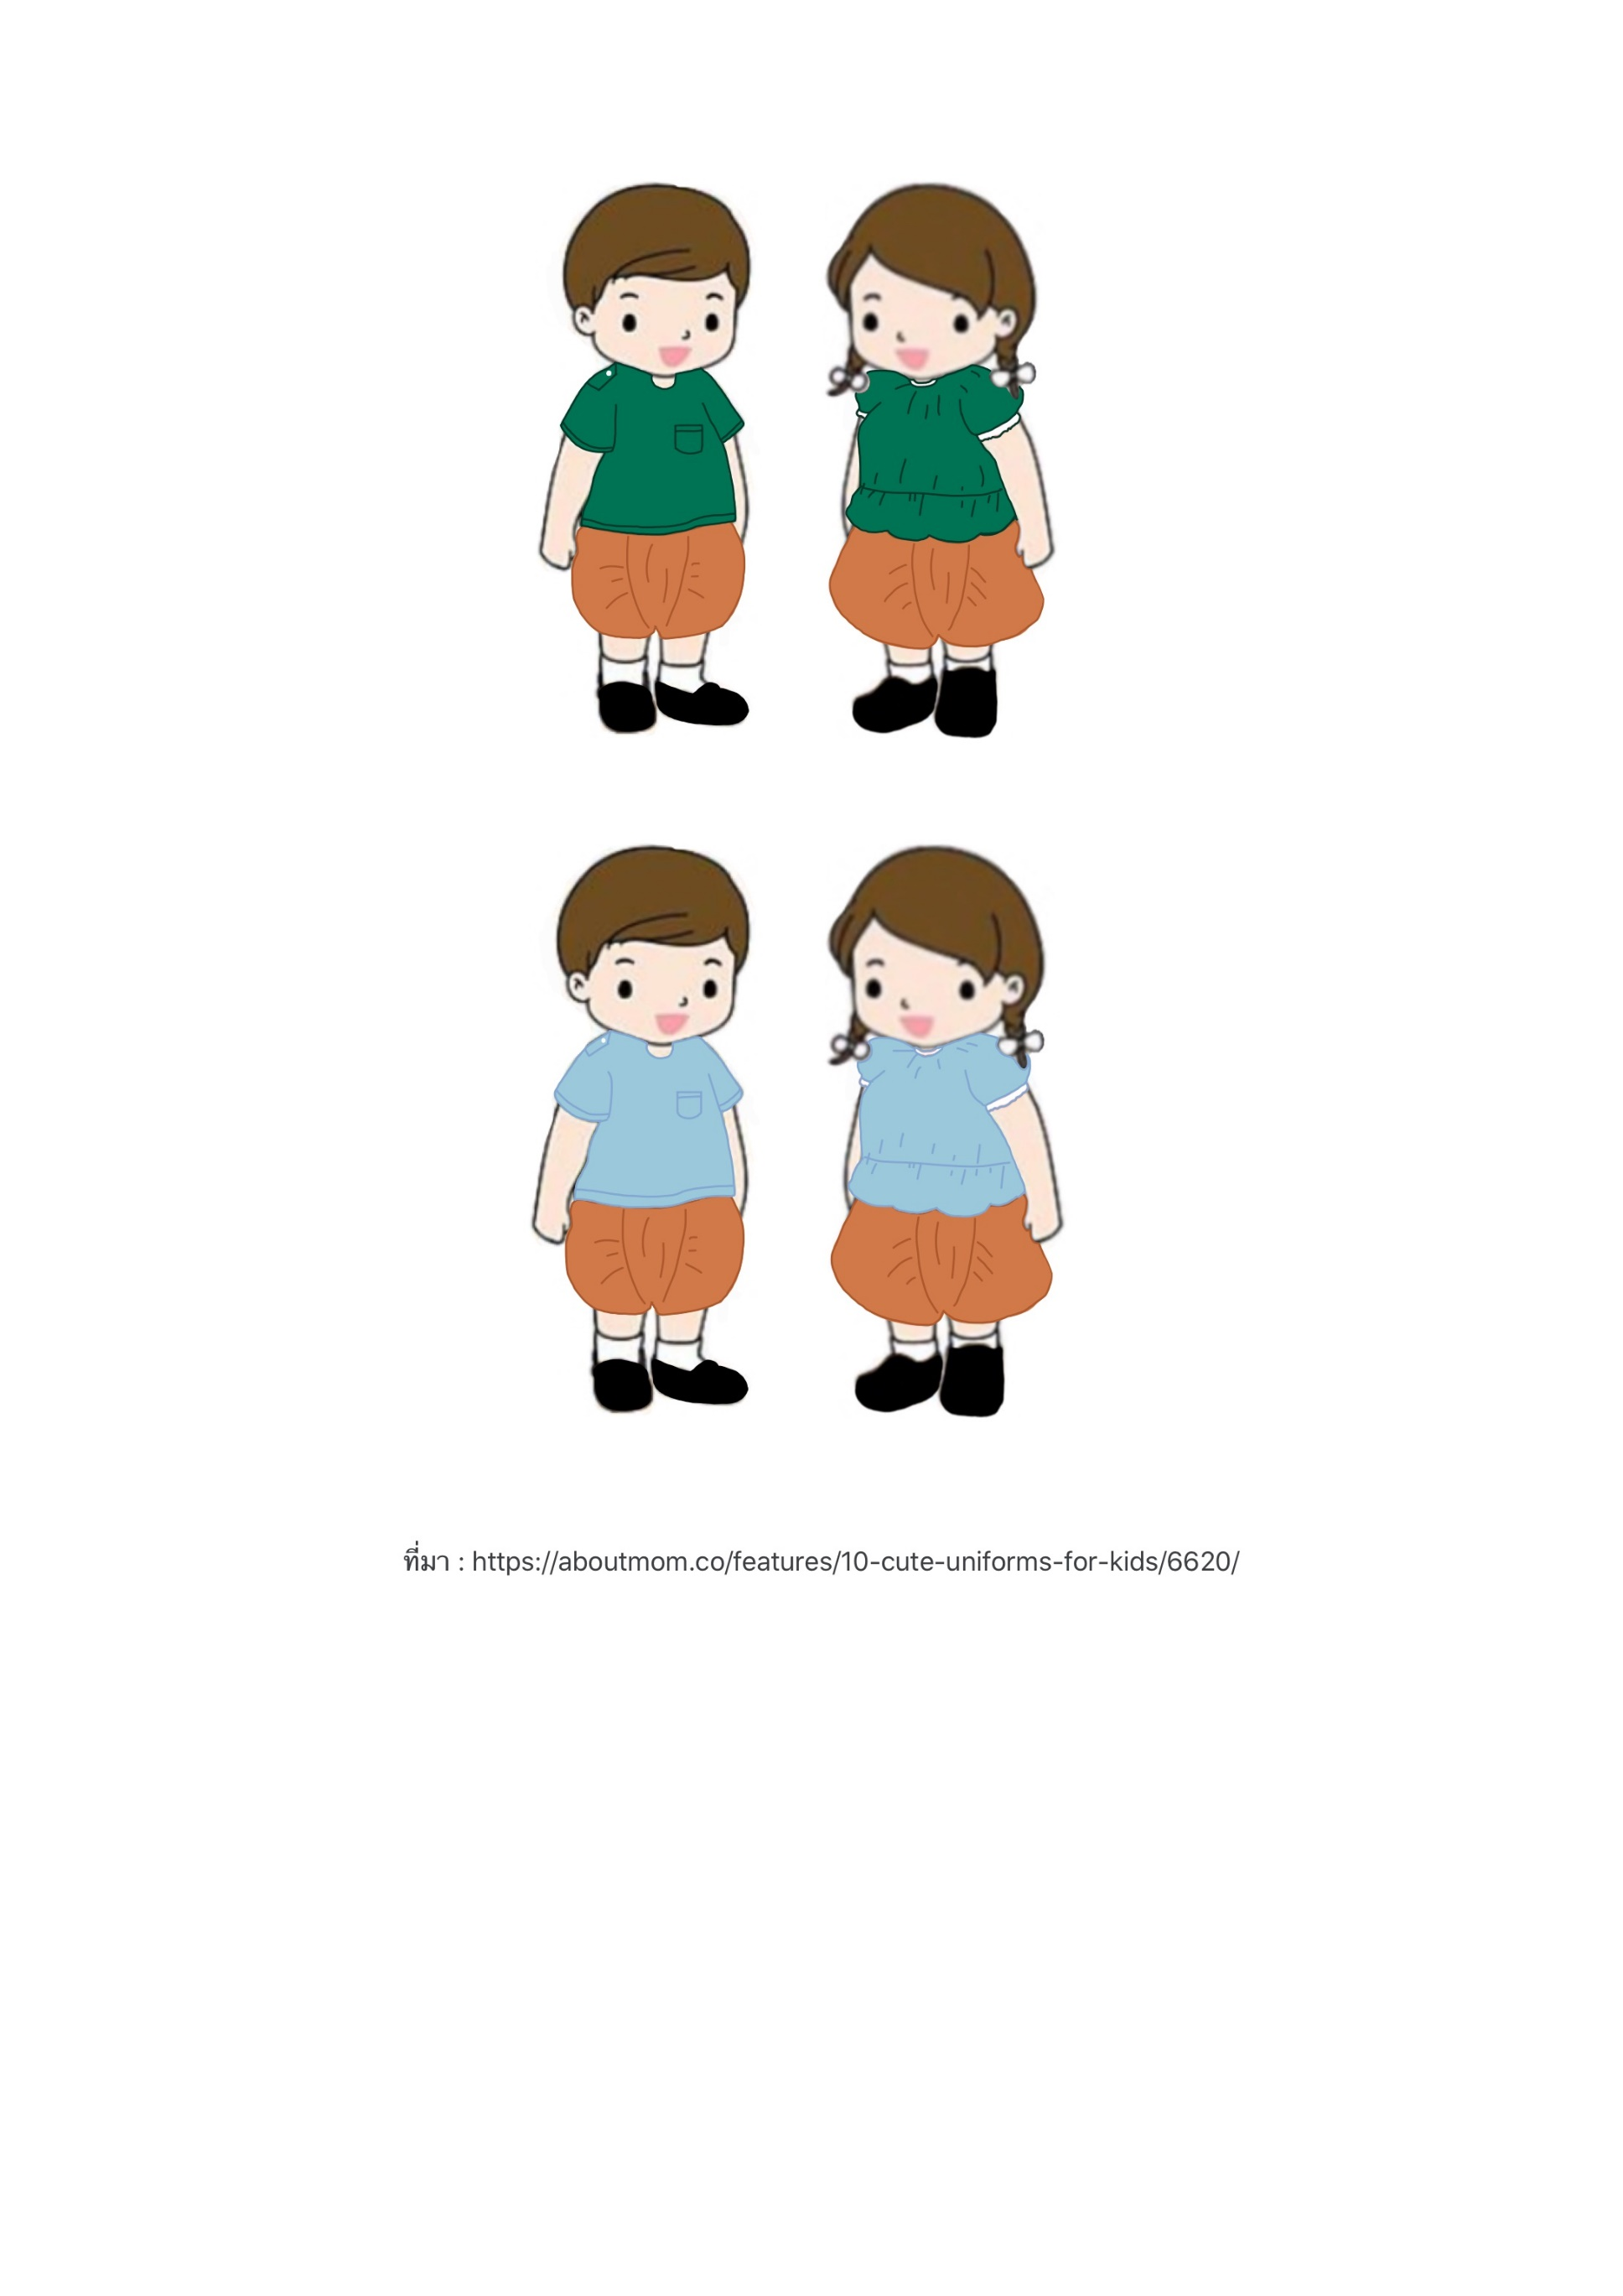 ที่มา : https://aboutmom.co/features/10-cute-uniforms-for-kids/6620/